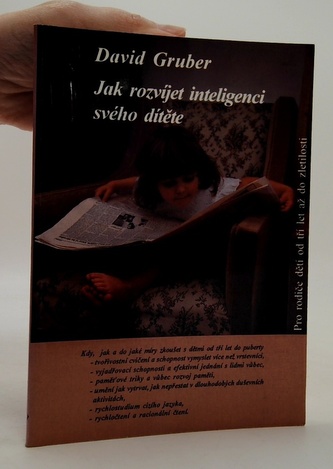 David Gruber
Jak rozvíjet inteligenci
svého dítěte
Pro rodiče dětí od tří let až do zletilosti
Kdy, jak a do jaké míry zkoušet s dětmi od tří let do puberty
- tvořivostní cvičení a schopnost vymyslet více než vrstevníci,
- vyjadřovací schopnosti a efektivní jednání s lidmi vůbec,
- paměťové triky a vůbec rozvoj paměti,
- umění jak vytrvat, jak nepřestat v dlouhodobých duševních
aktivitách,
- rychlostudium cizího jazyka,
- rychločtení a racionální čtení.